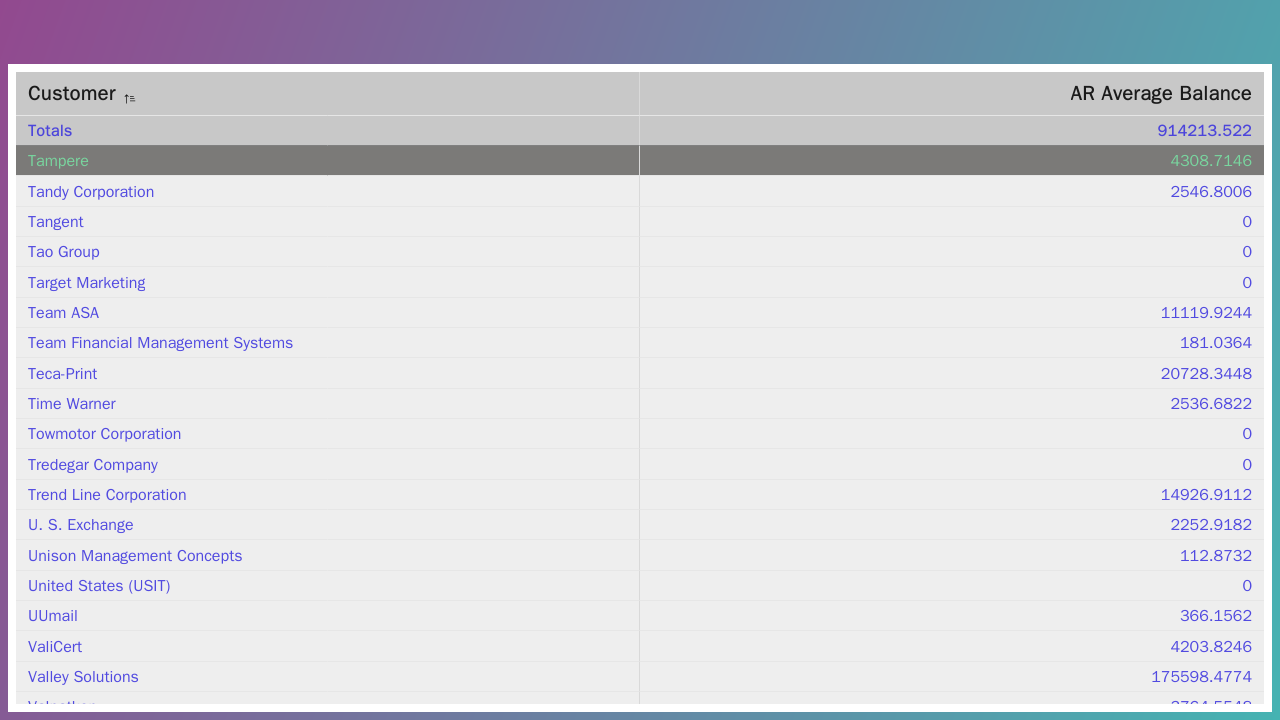 Customer AR Average Balance
Totals 914213.522
Tampere 4308.7146
Tandy Corporation 2546.8006
Tangent 0
Tao Group 0
Target Marketing 0
Team ASA 11119.9244
Team Financial Management Systems 181.0364
Teca-Print 20728.3448
Time Warner 2536.6822
Towmotor Corporation 0
Tredegar Company 0
Trend Line Corporation 14926.9112
U. S. Exchange 2252.9182
Unison Management Concepts 112.8732
United States (USIT) 0
UUmail 366.1562
ValiCert 4203.8246
Valley Solutions 175598.4774